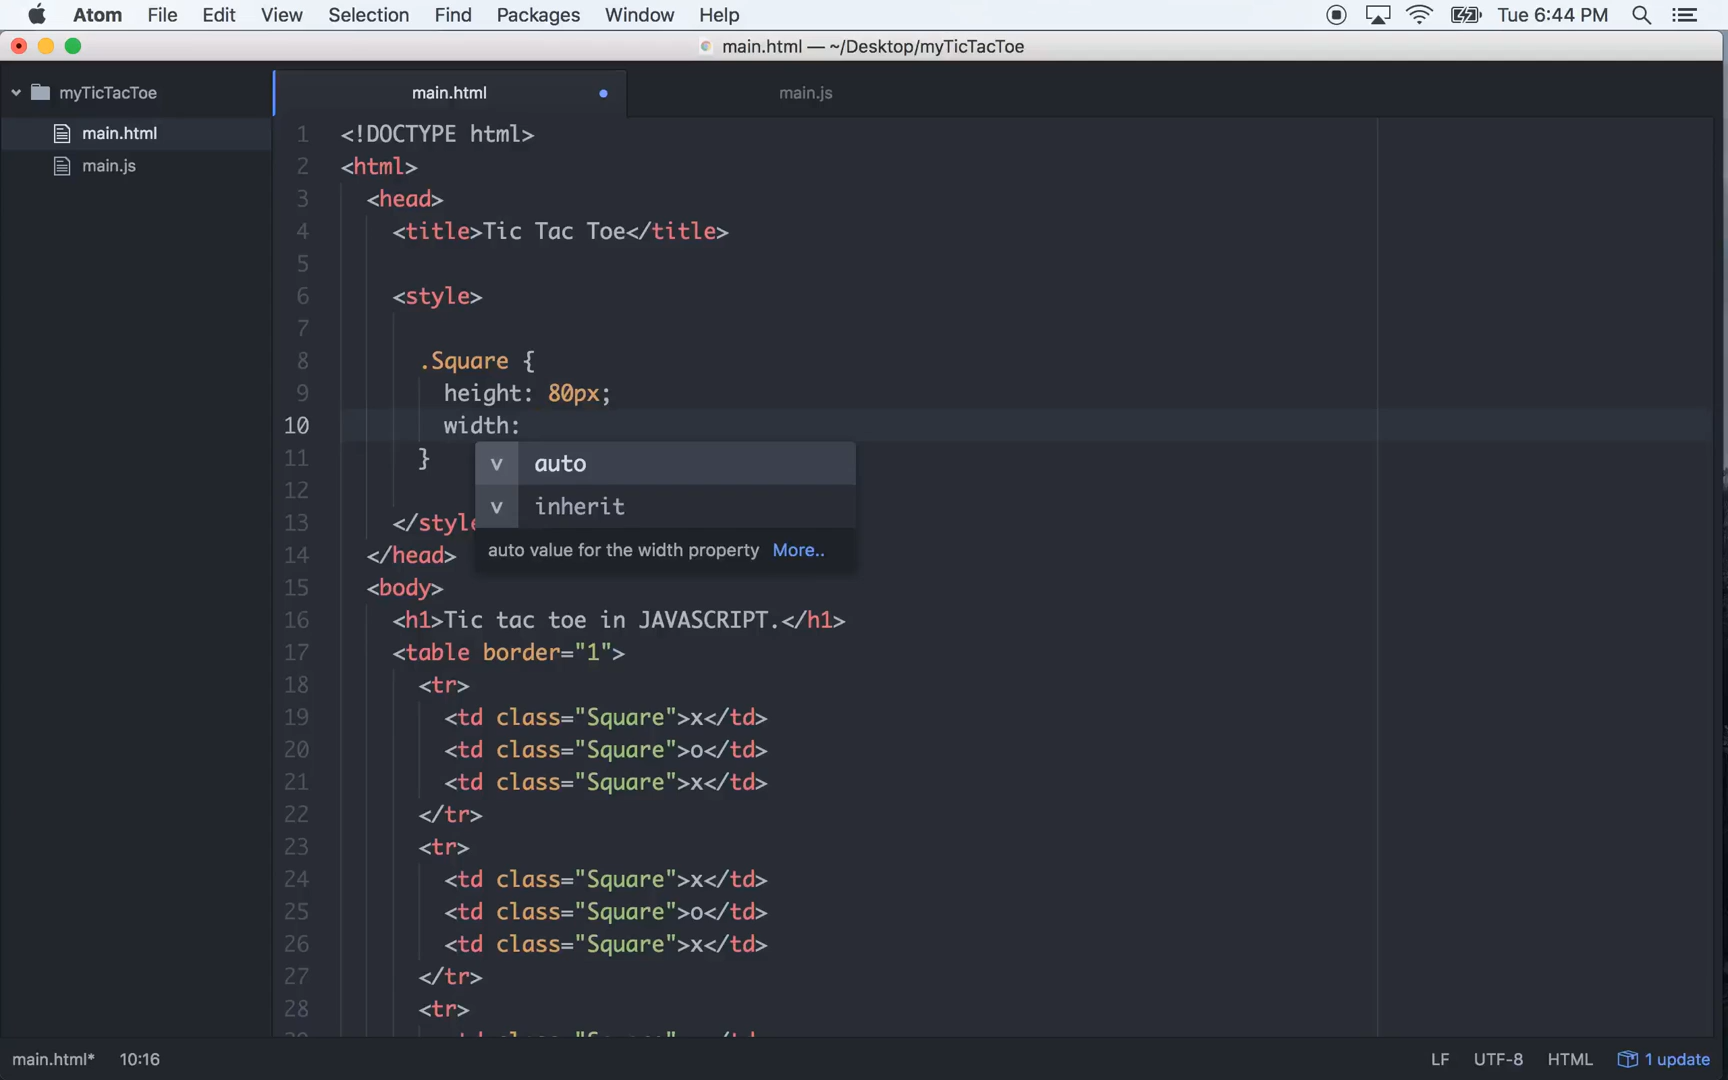 Atom File Edit View Selection Find Packages Window Help Tue 6:44 PM
main.html — ~/Desktop/myTicTacToe
myTicTacToe
main.html
main.js
main.html
main.js
1 <!DOCTYPE html>
2 <html>
3 <head>
4 <title>Tic Tac Toe</title>
5
6 <style>
7
8 .Square {
9 height: 80px;
10 width:
11 }
12
13 </style
14 </head>
15 <body>
16 <h1>Tic tac toe in JAVASCRIPT.</h1>
17 <table border="1">
18 <tr>
19 <td class="Square">x</td>
20 <td class="Square">o</td>
21 <td class="Square">x</td>
22 </tr>
23 <tr>
24 <td class="Square">x</td>
25 <td class="Square">o</td>
26 <td class="Square">x</td>
27 </tr>
28 <tr>
v auto
v inherit
auto value for the width property More..
main.html* 10:16 LF UTF-8 HTML 1 update